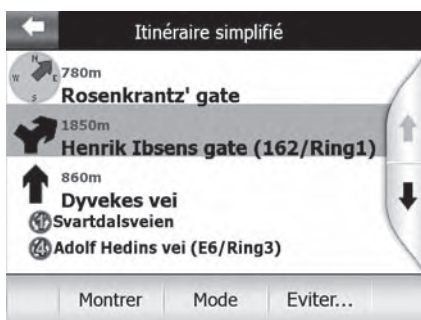 Itinéraire simplifié
N
W E
S
780m
Rosenkrantz' gate
1850m
Henrik Ibsens gate (162/Ring1)
860m
Dyvekes vei
Svartdalsveien
Adolf Hedins vei (E6/Ring3)
Montrer Mode Eviter...